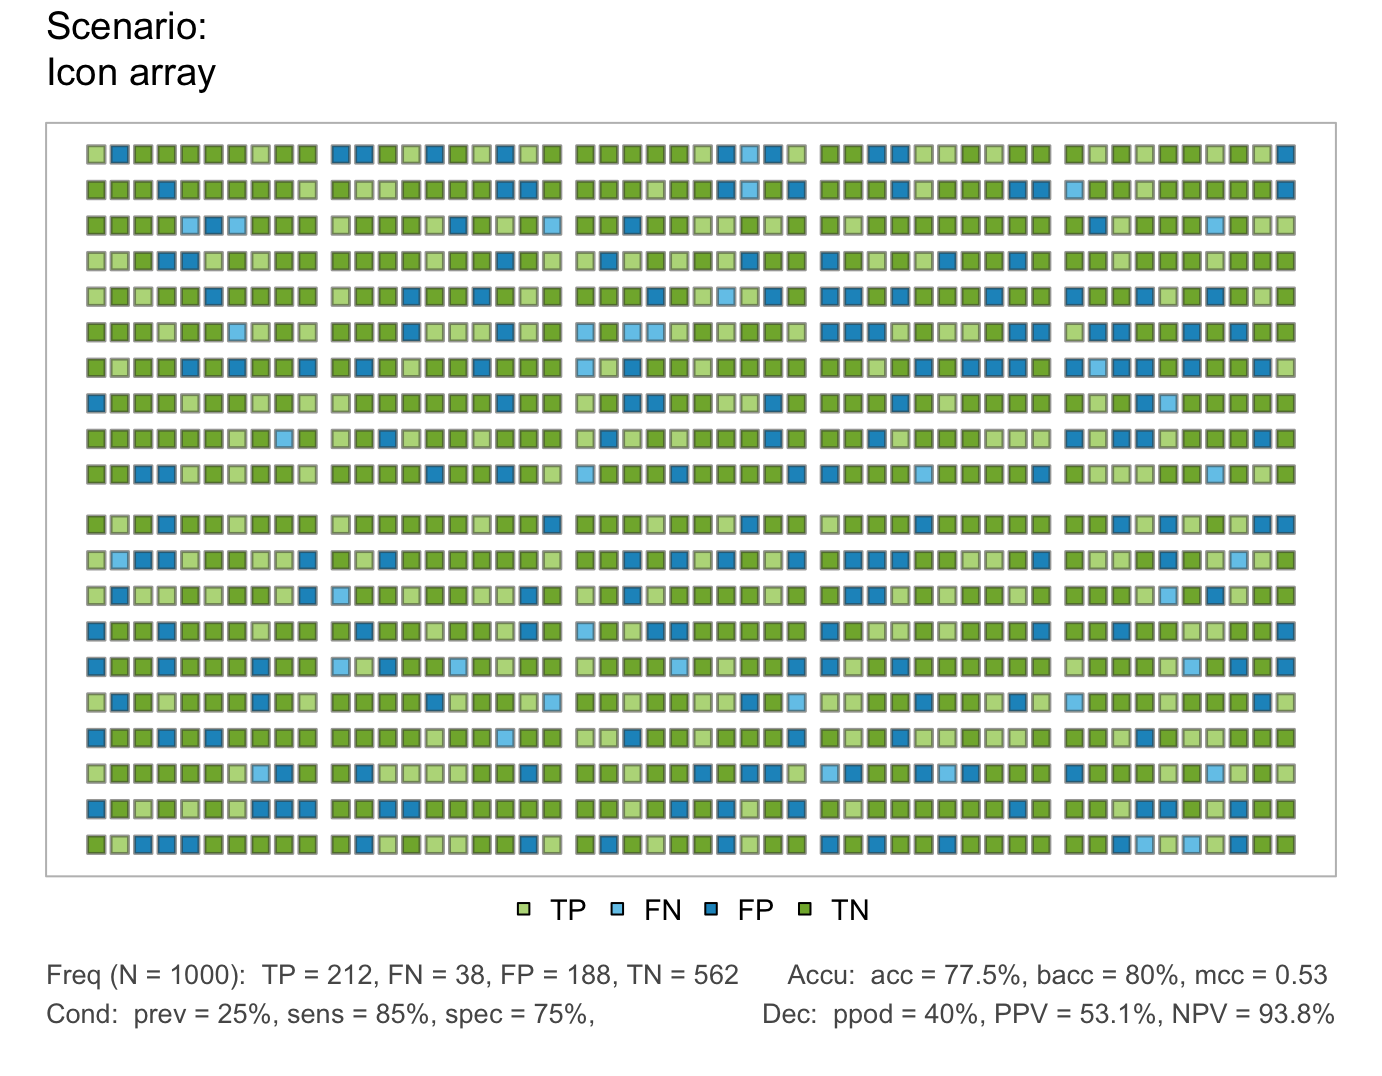 Scenario:
Icon array
TP FN FP TN
Freq (N = 1000): TP = 212, FN = 38, FP = 188, TN = 562 Accu: acc = 77.5%, bacc = 80%, mcc = 0.53
Cond: prev = 25%, sens = 85%, spec = 75%, Dec: ppod = 40%, PPV = 53.1%, NPV = 93.8%